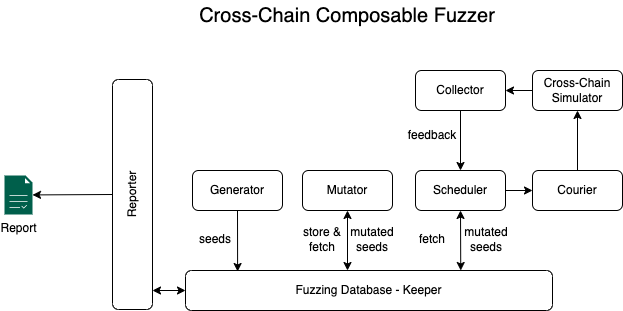 Cross-Chain Composable Fuzzer
Collector
Cross-Chain
Simulator
feedback
Reporter
Generator
Mutator
Scheduler
Courier
Report
seeds
store &
fetch
mutated
seeds
fetch
mutated
seeds
Fuzzing Database - Keeper